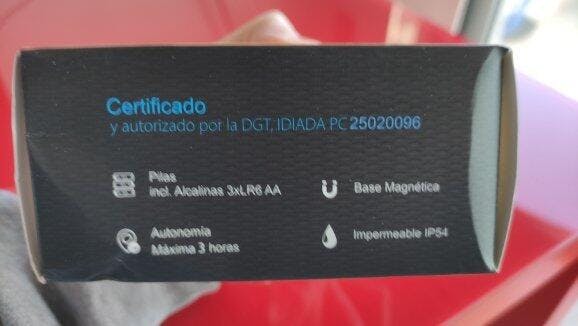 Certificado
y autorizado por la DGT, IDIADA PC 25020096
Pilas
incl. Alcalinas 3xLR6 AA
Base Magnética
Autonomía
Máxima 3 horas
Impermeable IP54